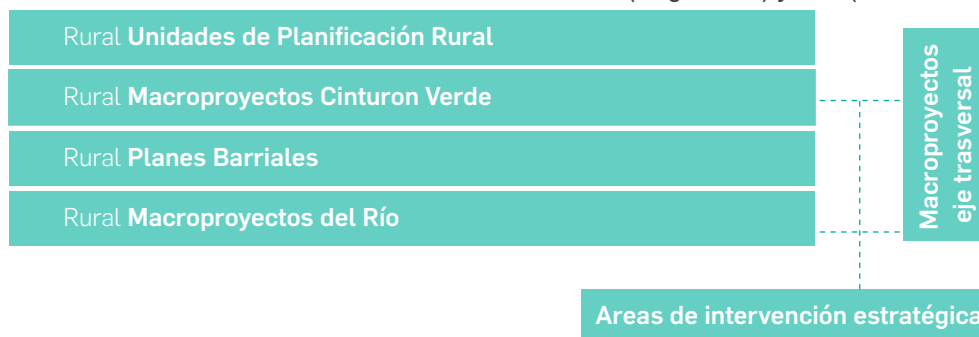 Rural Unidades de Planificación Rural
Rural Macroproyectos Cinturon Verde
Rural Planes Barriales
Rural Macroproyectos del Río
Macroproyectos
eje trasversal
Areas de intervención estratégica